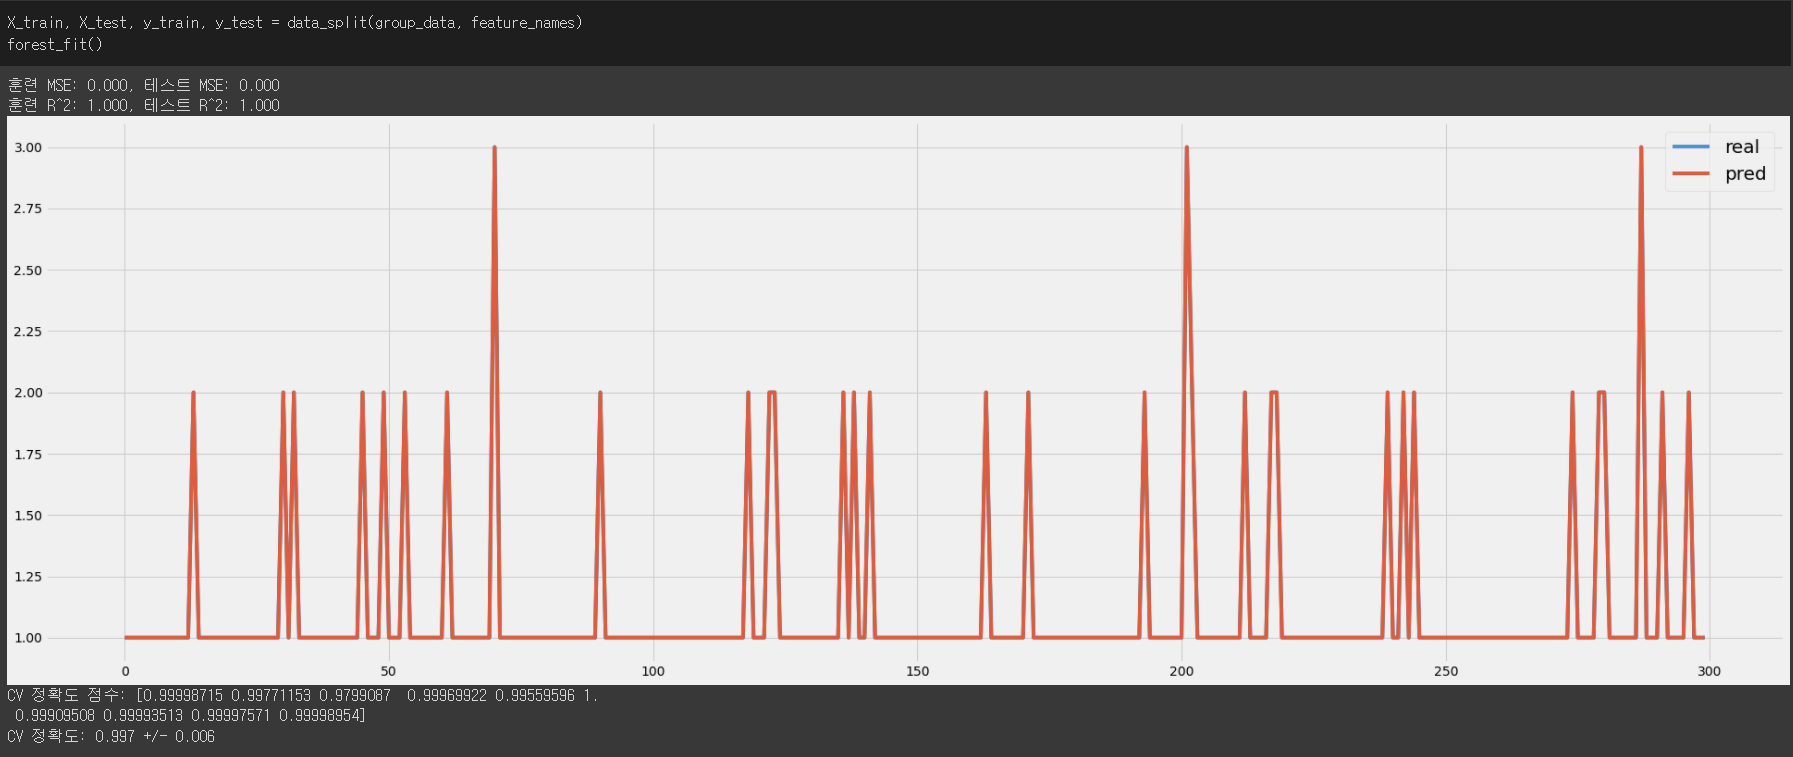 X_train, X_test, y_train, y_test = data_split(group_data, feature_names)
forest_fit()
훈련 MSE: 0.000, 테스트 MSE: 0.000
훈련 R^2: 1.000, 테스트 R^2: 1.000
3.00
2.75
2.50
2.25
2.00
1.75
1.50
1.25
1.00
real
pred
0 50 100 150 200 250 300
CV 정확도 점수: [0.99998715 0.99771153 0.9799087  0.99969922 0.99559596 1.
0.99909508 0.99993513 0.99997571 0.99998954]
CV 정확도: 0.997 +/- 0.006